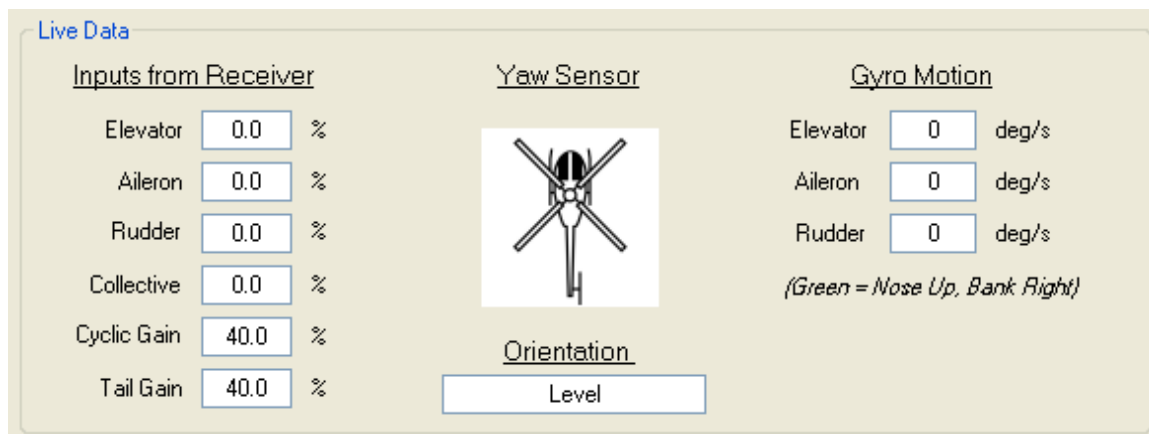 Live Data
Inputs from Receiver
Elevator 0.0 %
Aileron 0.0 %
Rudder 0.0 %
Collective 0.0 %
Cyclic Gain 40.0 %
Tail Gain 40.0 %
Yaw Sensor
Orientation
Level
Gyro Motion
Elevator 0 deg/s
Aileron 0 deg/s
Rudder 0 deg/s
(Green = Nose Up, Bank Right)